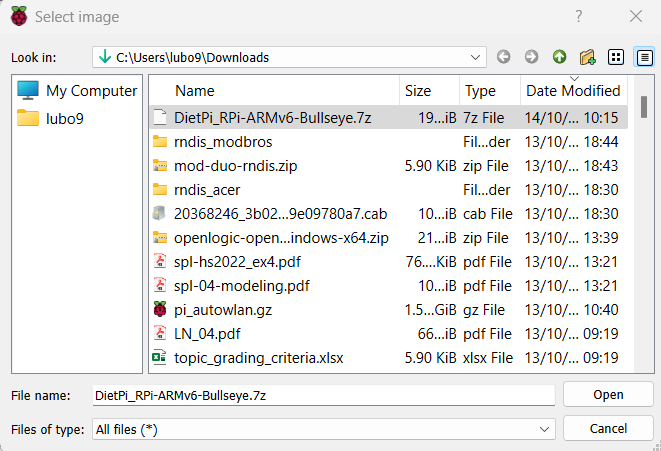 Select image ?
Look in: C:\Users\lubo9\Downloads
My Computer
lubo9
Name Size Type Date Modified
DietPi_RPi-ARMv6-Bullseye.7z 19...iB 7z File 14/10/... 10:15
rndis_modbros Fil...der 13/10/... 18:44
mod-duo-rndis.zip 5.90 KiB zip File 13/10/... 18:43
rndis_acer Fil...der 13/10/... 18:30
20368246_3b02...9e09780a7.cab 10...iB cab File 13/10/... 18:30
openlogic-open...indows-x64.zip 21...iB zip File 13/10/... 13:39
spl-hs2022_ex4.pdf 76....KiB pdf File 13/10/... 13:21
spl-04-modeling.pdf 10...iB pdf File 13/10/... 13:21
pi_autowlan.gz 1.5...GiB gz File 13/10/... 10:40
LN_04.pdf 66...iB pdf File 13/10/... 09:19
topic_grading_criteria.xlsx 5.90 KiB xlsx File 13/10/... 09:19
File name: DietPi_RPi-ARMv6-Bullseye.7z Open
Files of type: All files (*) Cancel